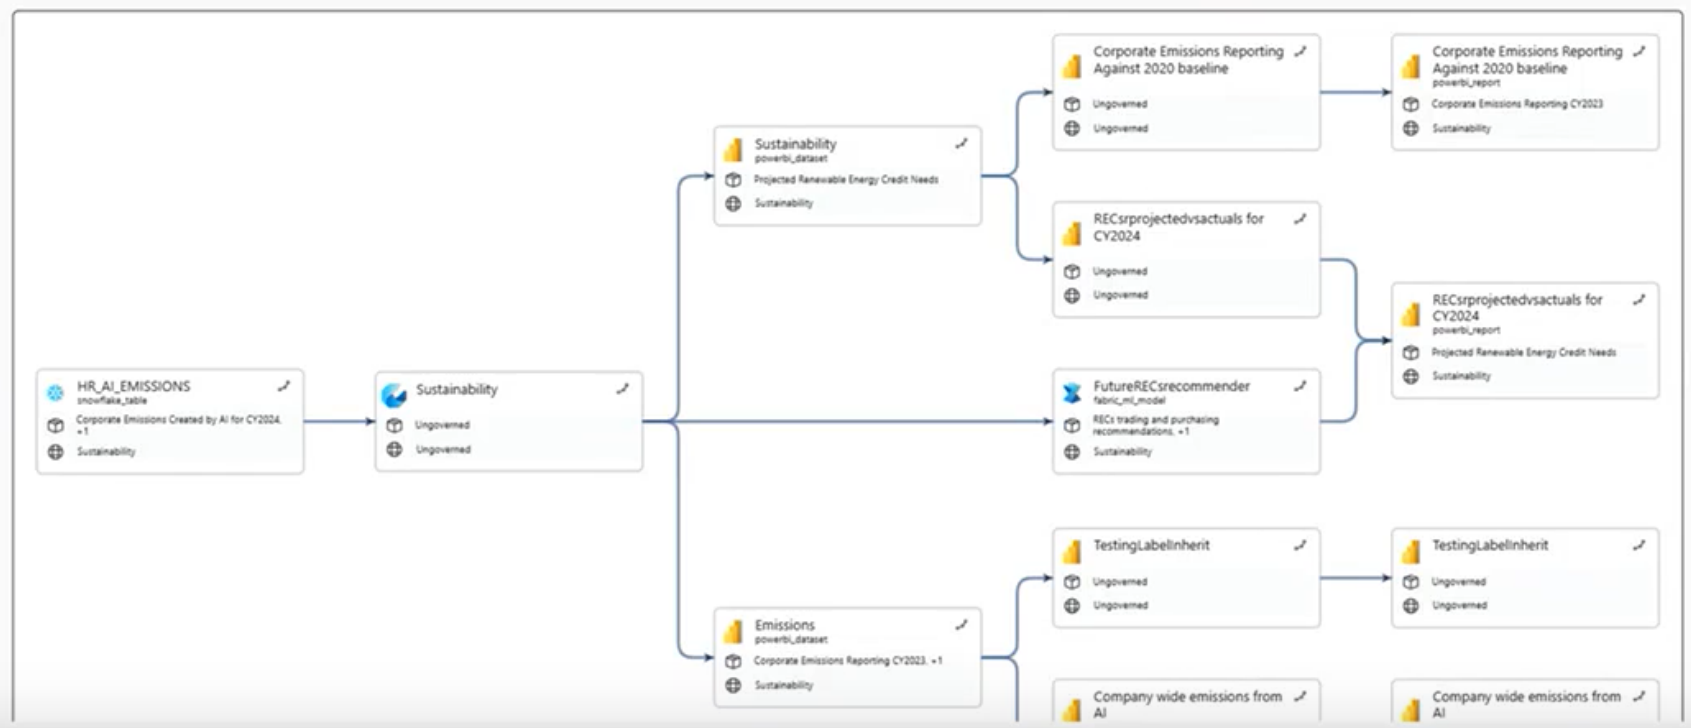 Corporate Emissions Reporting
Against 2020 baseline
Ungoverned
Ungoverned
Corporate Emissions Reporting
Against 2020 baseline
powerbi_report
Corporate Emissions Reporting CY2023
Sustainability
Sustainability
powerbi_dataset
Projected Renewable Energy Credit Needs
Sustainability
RECsrprojectedvsactuals for
CY2024
Ungoverned
Ungoverned
RECsrprojectedvsactuals for
CY2024
powerbi_report
Projected Renewable Energy Credit Needs
Sustainability
HR_AI_EMISSIONS
snowflake_table
Corporate Emissions Created by AI for CY2024,
+1
Sustainability
Sustainability
Ungoverned
Ungoverned
FutureRECsrecommender
fabric_ml_model
RECs trading and purchasing
recommendations, +1
Sustainability
TestingLabelInherit
Ungoverned
Ungoverned
TestingLabelInherit
Ungoverned
Ungoverned
Emissions
powerbi_dataset
Corporate Emissions Reporting CY2023, +1
Sustainability
Company wide emissions from
AI
Company wide emissions from
AI